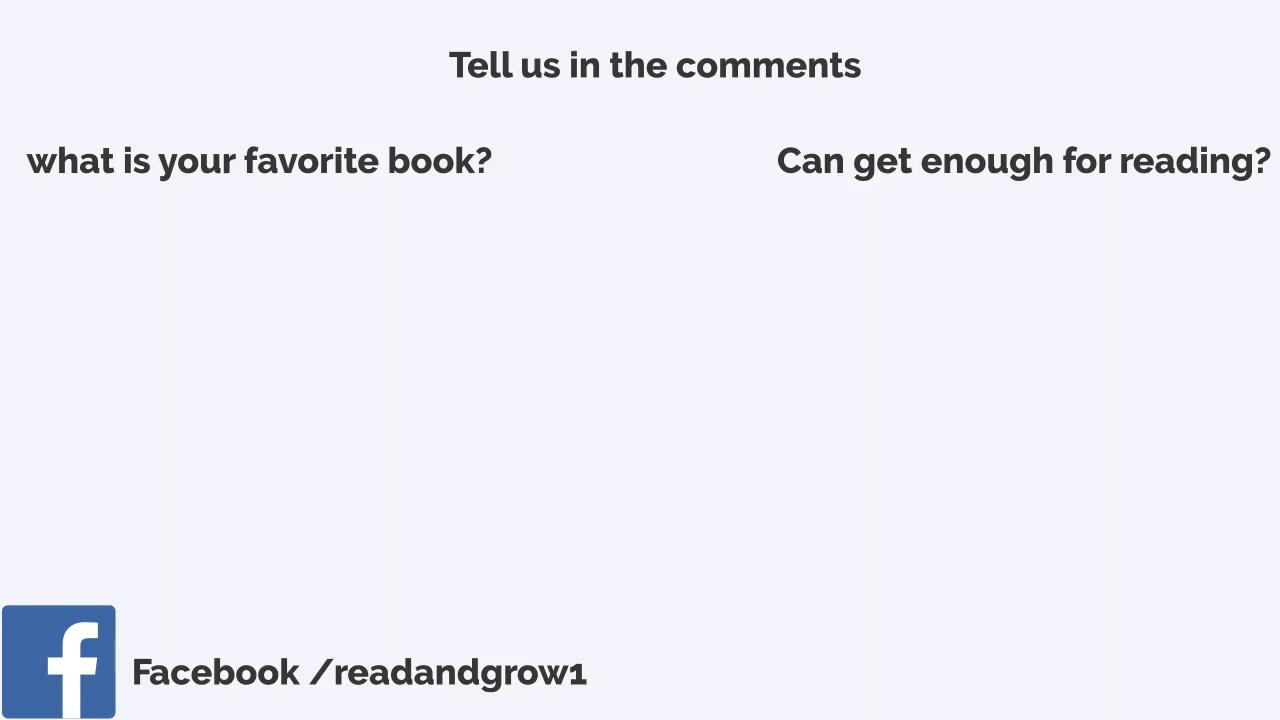 Tell us in the comments
what is your favorite book?
Can get enough for reading?
Facebook /readandgrow1